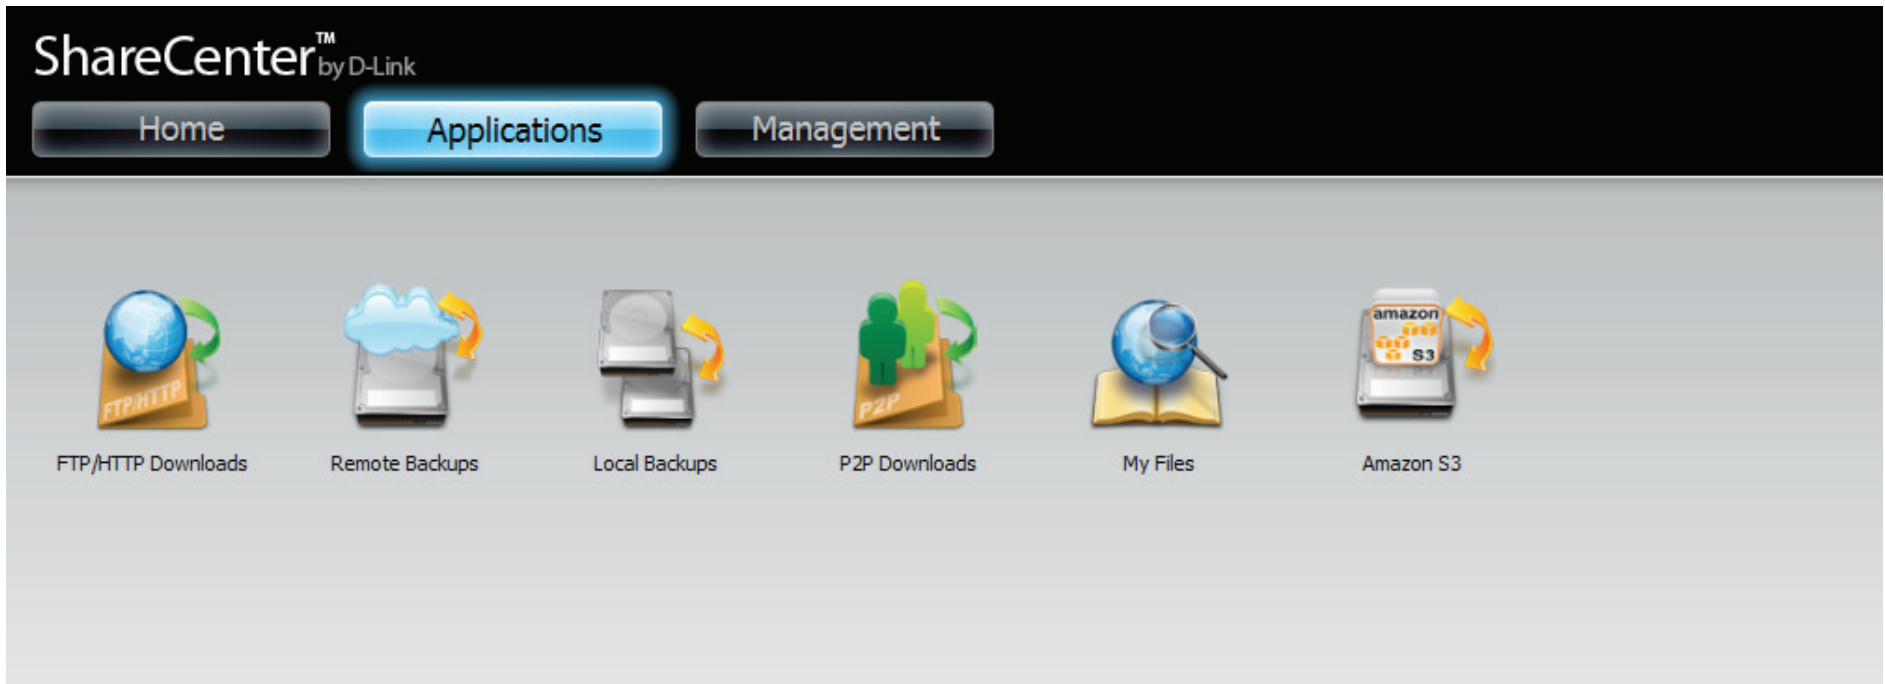 ShareCenter™ by D-Link
Home Applications Management
FTP/HTTP
P2P
amazon
S3
FTP/HTTP Downloads Remote Backups Local Backups P2P Downloads My Files Amazon S3